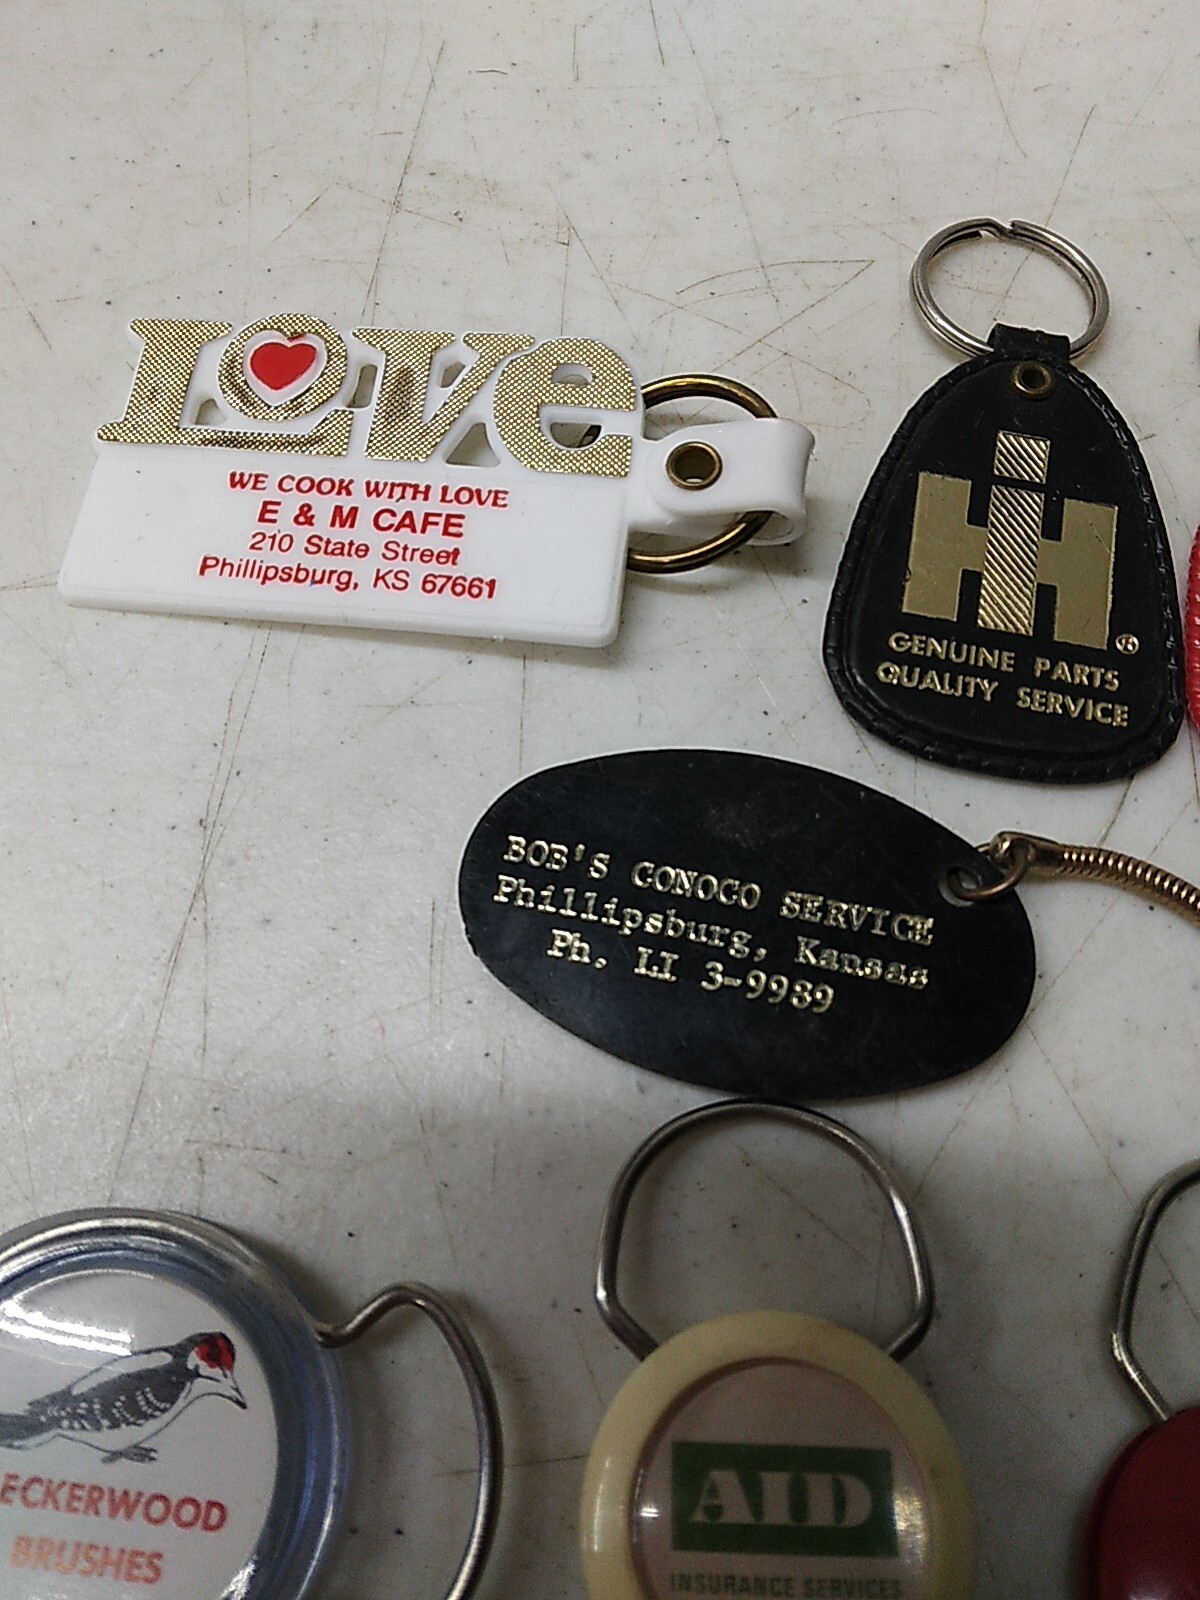 Love
WE COOK WITH LOVE
E & M CAFE
210 State Street
Phillipsburg, KS 67661
IH ®
GENUINE PARTS
QUALITY SERVICE
BOB'S CONOCO SERVICE
Phillipsburg, Kansas
Ph. LI 3-9989
ECKERWOOD
BRUSHES
AID
INSURANCE SERVICES